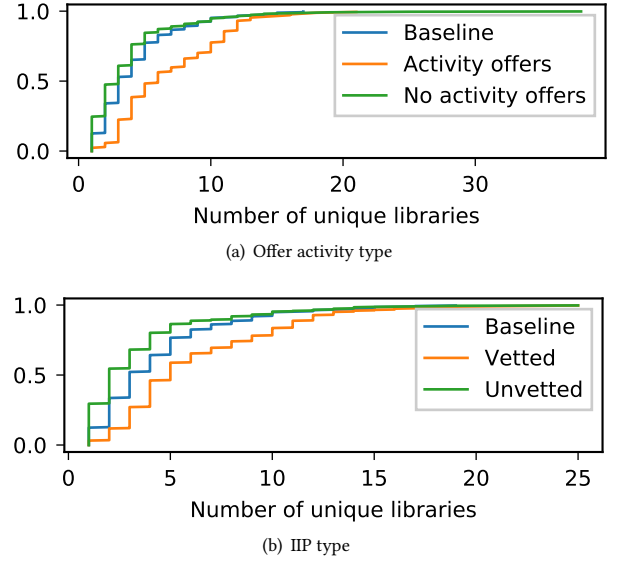 1.0
0.5
0.0
Baseline
Activity offers
No activity offers
0 10 20 30
Number of unique libraries
(a) Offer activity type
1.0
0.5
0.0
Baseline
Vetted
Unvetted
0 5 10 15 20 25
Number of unique libraries
(b) IIP type